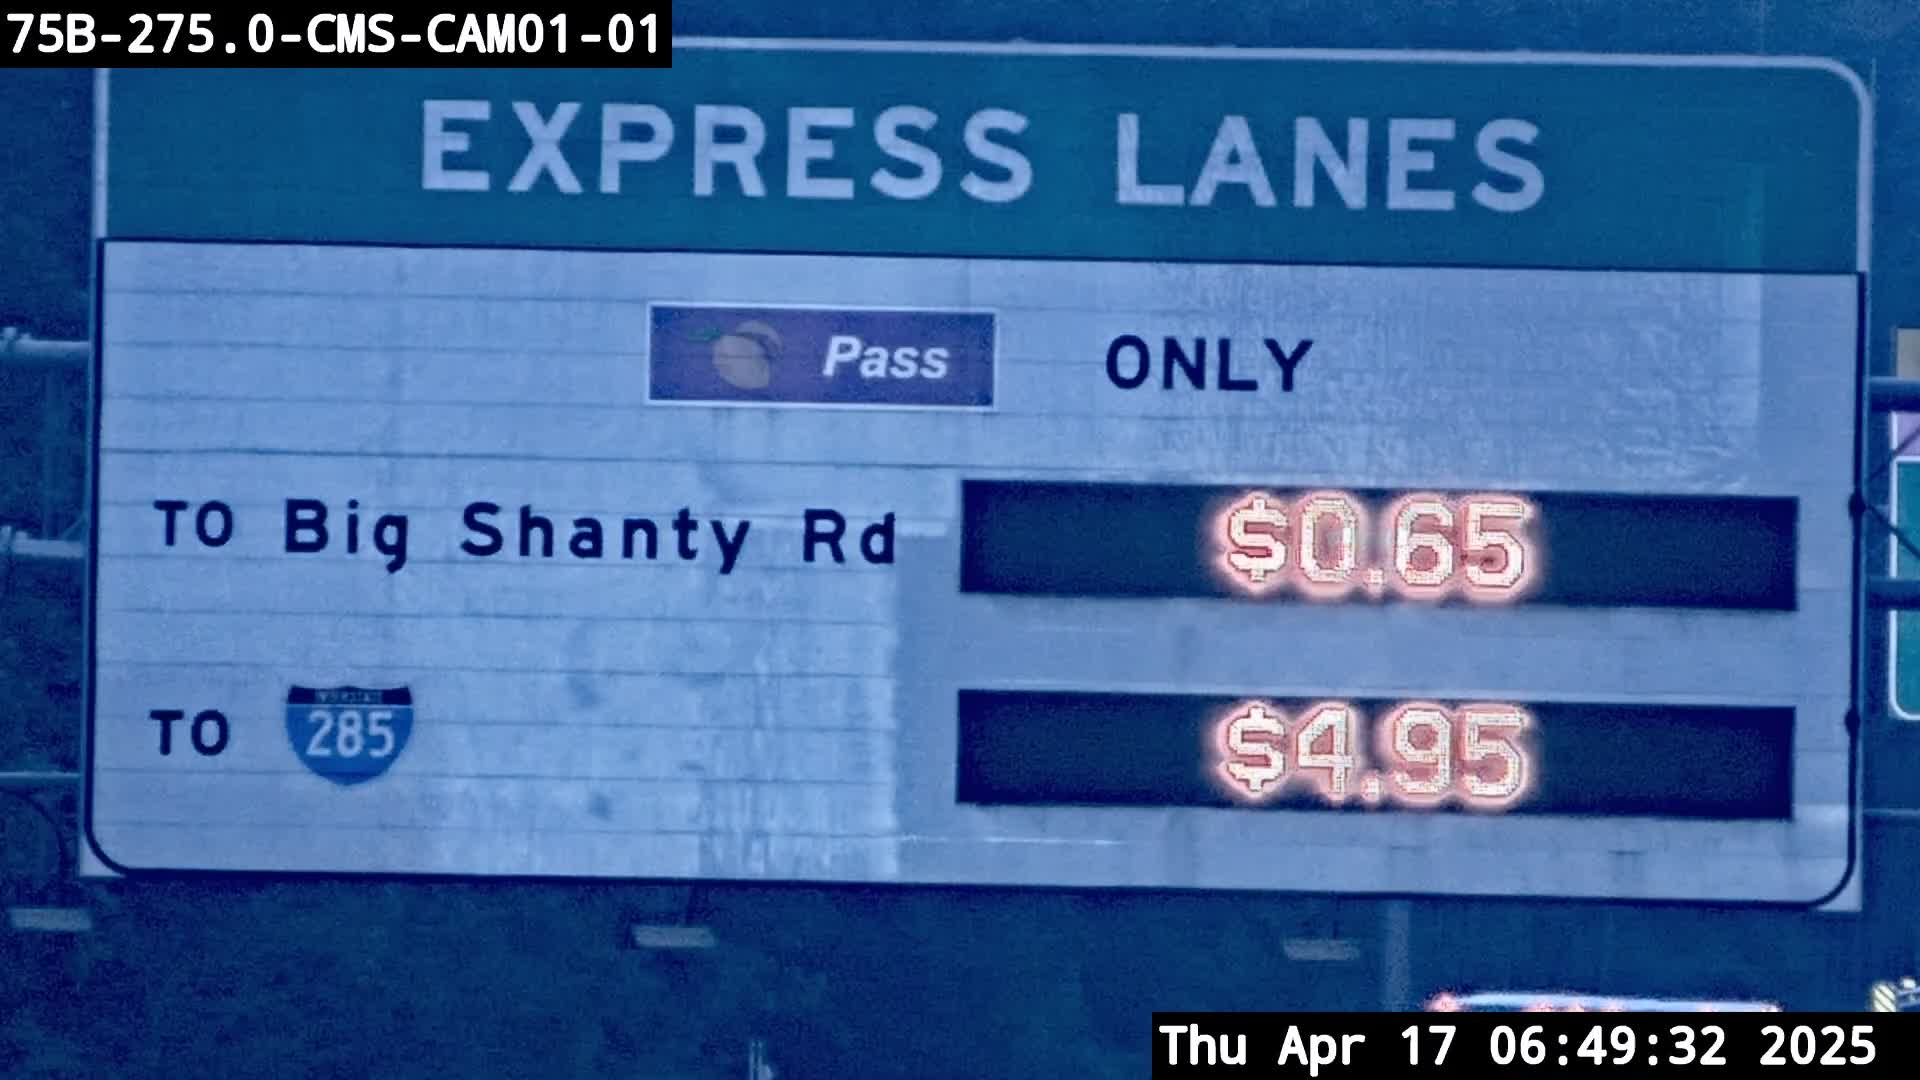 75B-275.0-CMS-CAM01-01
EXPRESS LANES
Pass ONLY
TO Big Shanty Rd $0.65
INTERSTATE
TO 285 $4.95
Thu Apr 17 06:49:32 2025